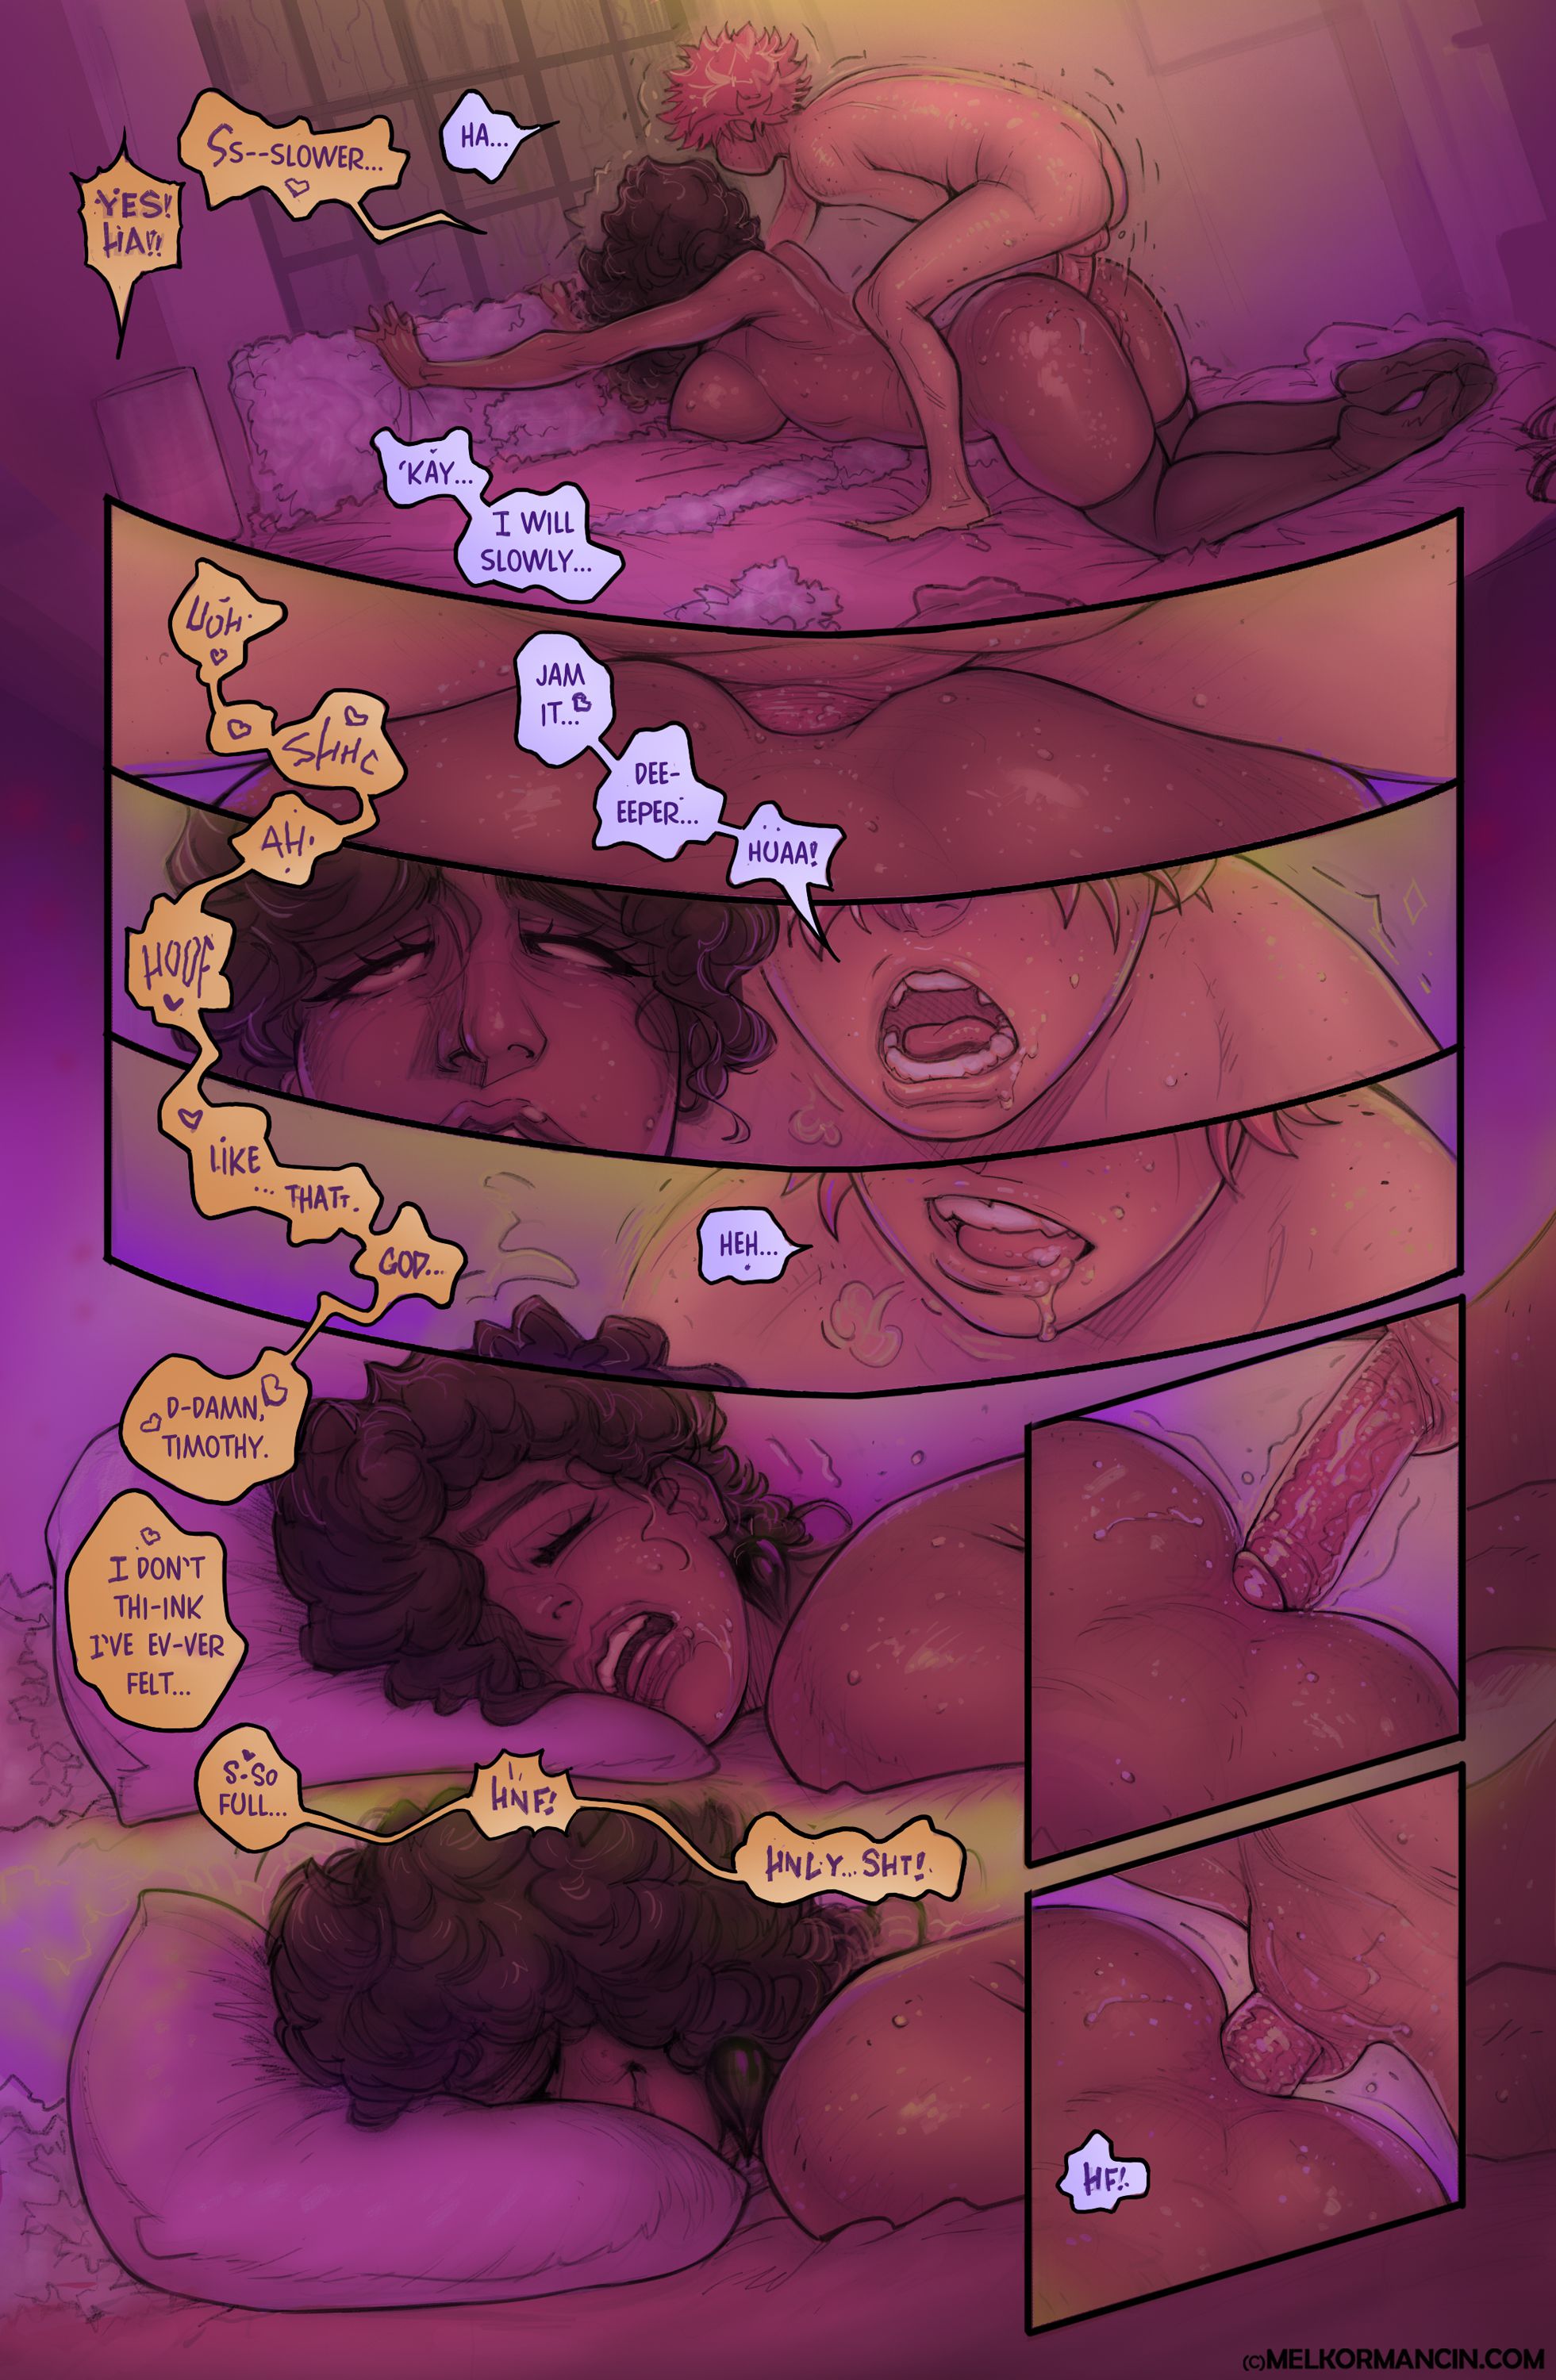 HA...
SS--SLOWER...
YES!
HA!!
'KAY...
I WILL
SLOWLY...
UOH.
SHHC
AH.
HOOF
JAM
IT...
DEE-
EEPER...
HUAA!
LIKE
...THAT.
GOD...
HEH...
D-DAMN,
TIMOTHY.
I DON'T
THI-INK
I'VE EV-VER
FELT...
S-SO
FULL...
HNF!
HNLY...SHT!
HF!
(C)MELKORMANCIN.COM